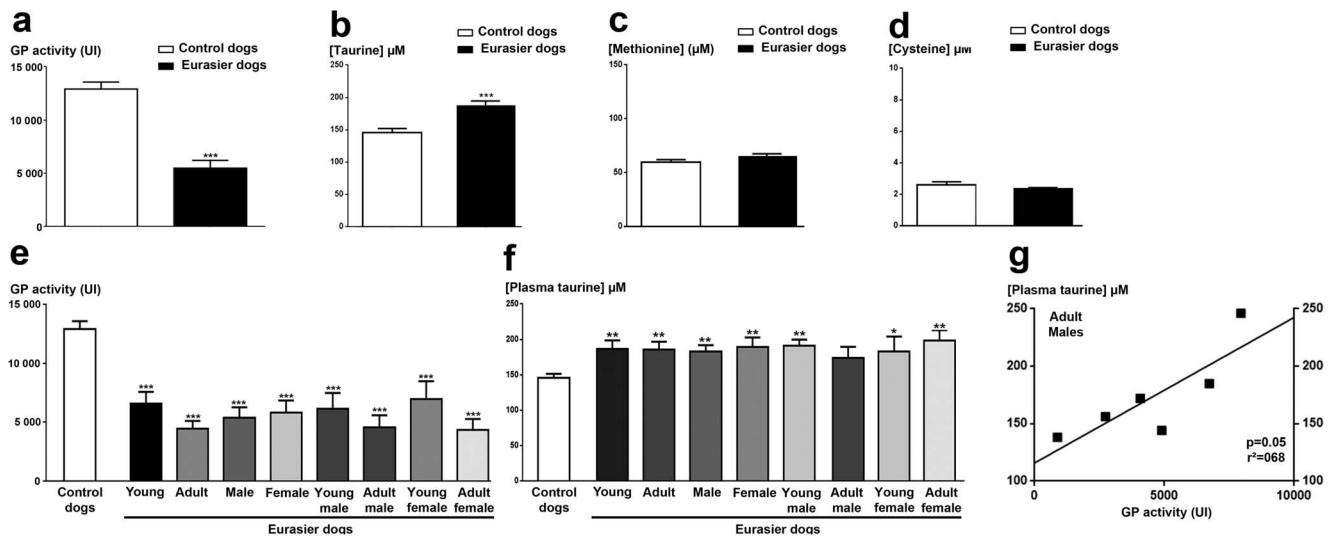 a
GP activity (UI)
Control dogs
Eurasier dogs
15 000
10 000
5 000
0
***
b
[Taurine] µM
Control dogs
Eurasier dogs
250
200
150
100
50
0
***
c
[Methionine] (µM)
Control dogs
Eurasier dogs
150
100
50
0
d
[Cysteine] µM
Control dogs
Eurasier dogs
10
8
6
4
2
0
e
GP activity (UI)
15 000
10 000
5 000
0
***
***
***
***
***
***
***
***
Control dogs
Young
Adult
Male
Female
Young male
Adult male
Young female
Adult female
Eurasier dogs
f
[Plasma taurine] µM
250
200
150
100
50
0
**
**
**
**
**
*
**
Control dogs
Young
Adult
Male
Female
Young male
Adult male
Young female
Adult female
Eurasier dogs
g
[Plasma taurine] µM
Adult
Males
250
200
150
100
250
200
150
100
p=0.05
r²=068
0
5000
10000
GP activity (UI)